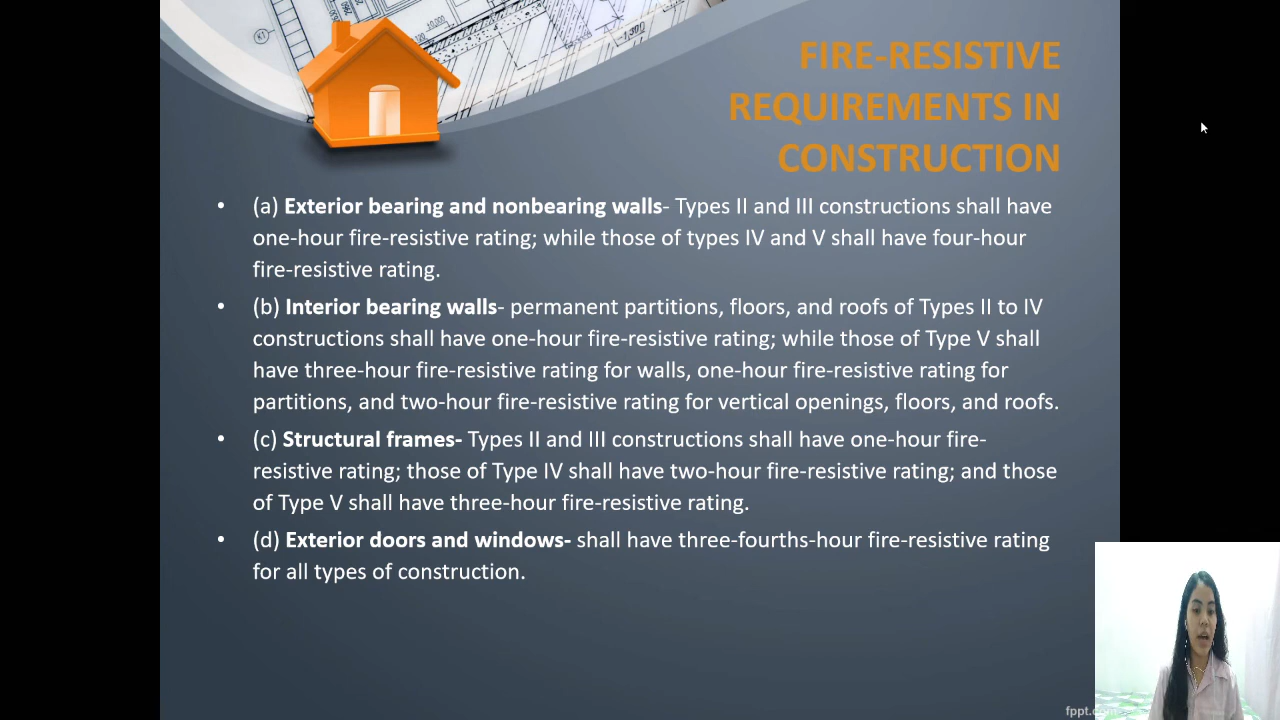 FIRE-RESISTIVE
REQUIREMENTS IN
CONSTRUCTION
• (a) Exterior bearing and nonbearing walls- Types II and III constructions shall have
one-hour fire-resistive rating; while those of types IV and V shall have four-hour
fire-resistive rating.
• (b) Interior bearing walls- permanent partitions, floors, and roofs of Types II to IV
constructions shall have one-hour fire-resistive rating; while those of Type V shall
have three-hour fire-resistive rating for walls, one-hour fire-resistive rating for
partitions, and two-hour fire-resistive rating for vertical openings, floors, and roofs.
• (c) Structural frames- Types II and III constructions shall have one-hour fire-
resistive rating; those of Type IV shall have two-hour fire-resistive rating; and those
of Type V shall have three-hour fire-resistive rating.
• (d) Exterior doors and windows- shall have three-fourths-hour fire-resistive rating
for all types of construction.